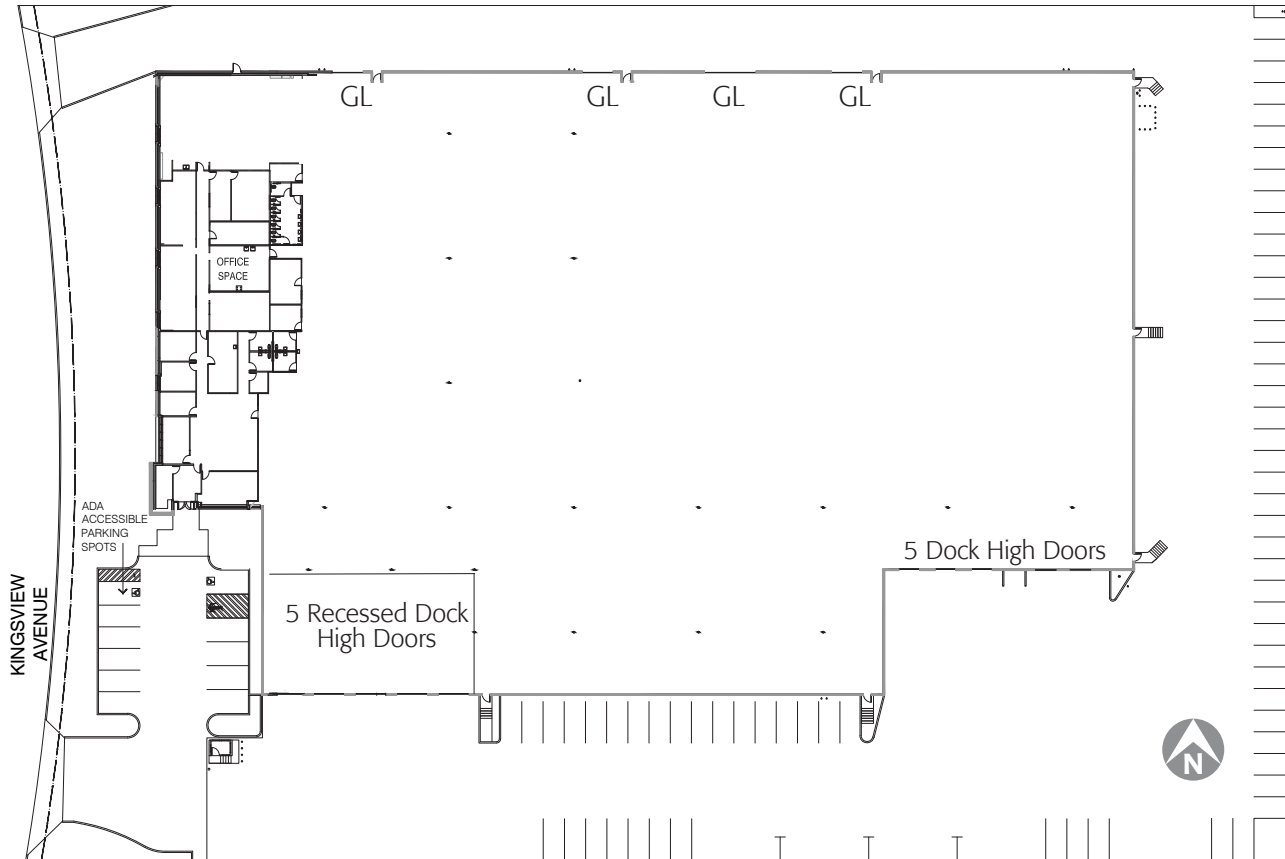 GL GL GL GL
OFFICE
SPACE
ADA
ACCESSIBLE
PARKING
SPOTS
5 Dock High Doors
5 Recessed Dock
High Doors
KINGSVIEW
AVENUE
N